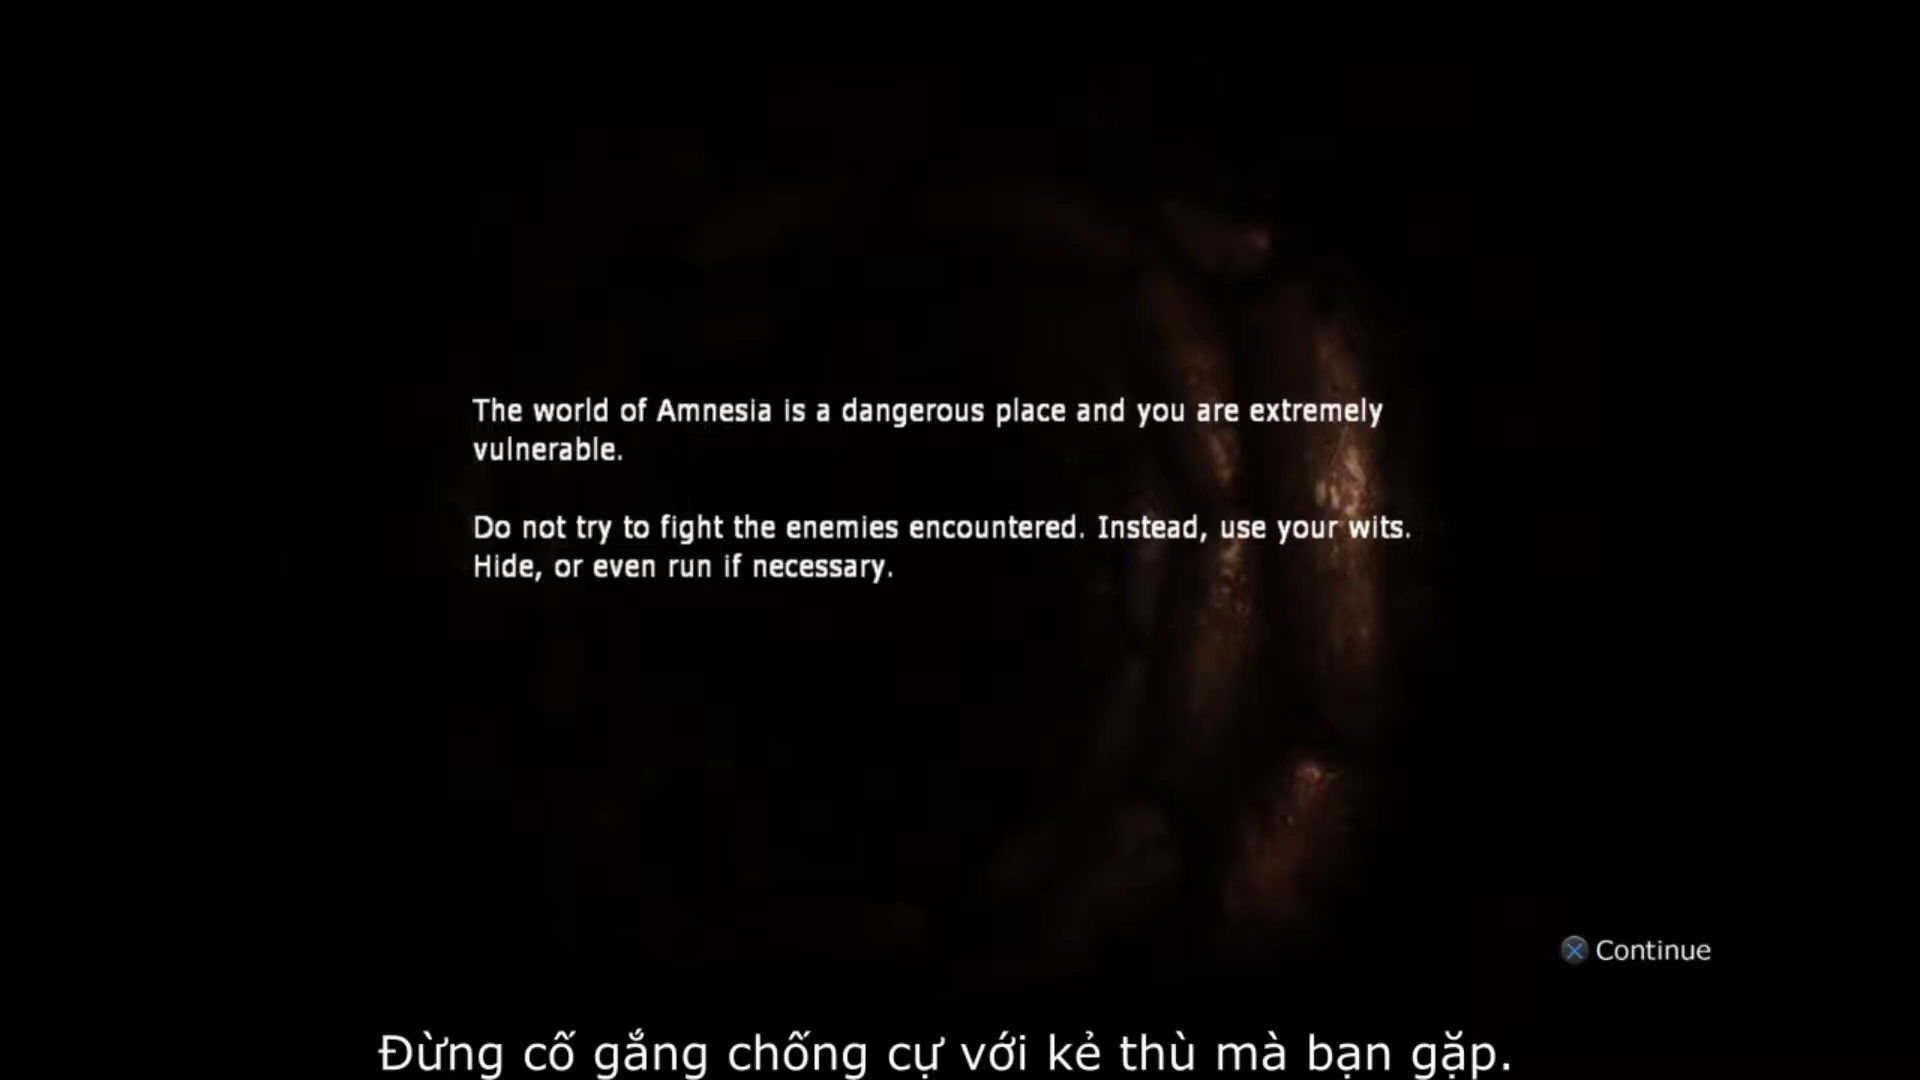 The world of Amnesia is a dangerous place and you are extremely
vulnerable.
Do not try to fight the enemies encountered. Instead, use your wits.
Hide, or even run if necessary.
Continue
Đừng cố gắng chống cự với kẻ thù mà bạn gặp.